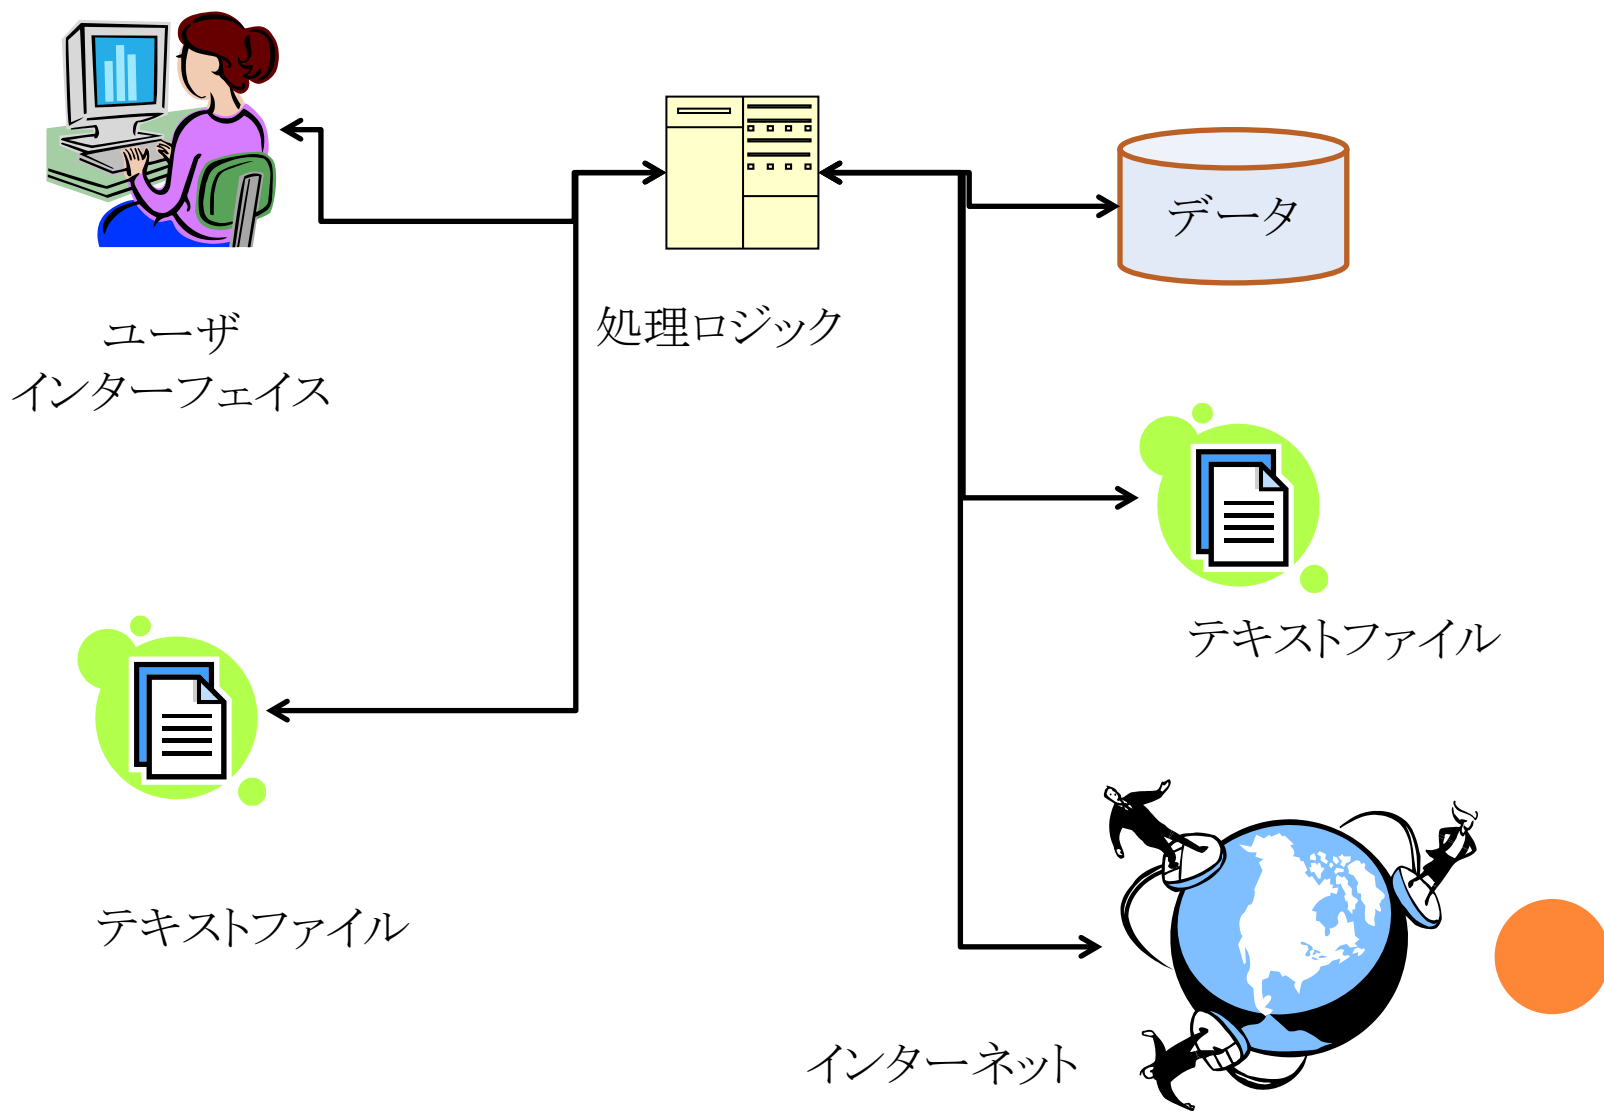 データ
処理ロジック
ユーザ
インターフェイス
テキストファイル
テキストファイル
インターネット